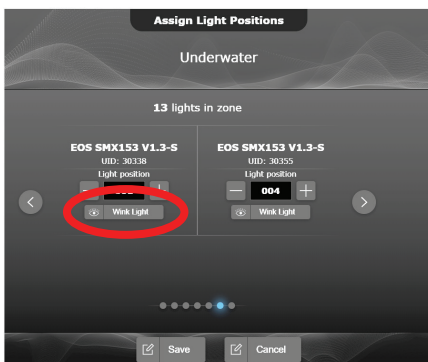 Assign Light Positions
Underwater
13 lights in zone
EOS SMX153 V1.3-S
UID: 30338
Light position
Wink Light
EOS SMX153 V1.3-S
UID: 30355
Light position
004
Wink Light
Save
Cancel